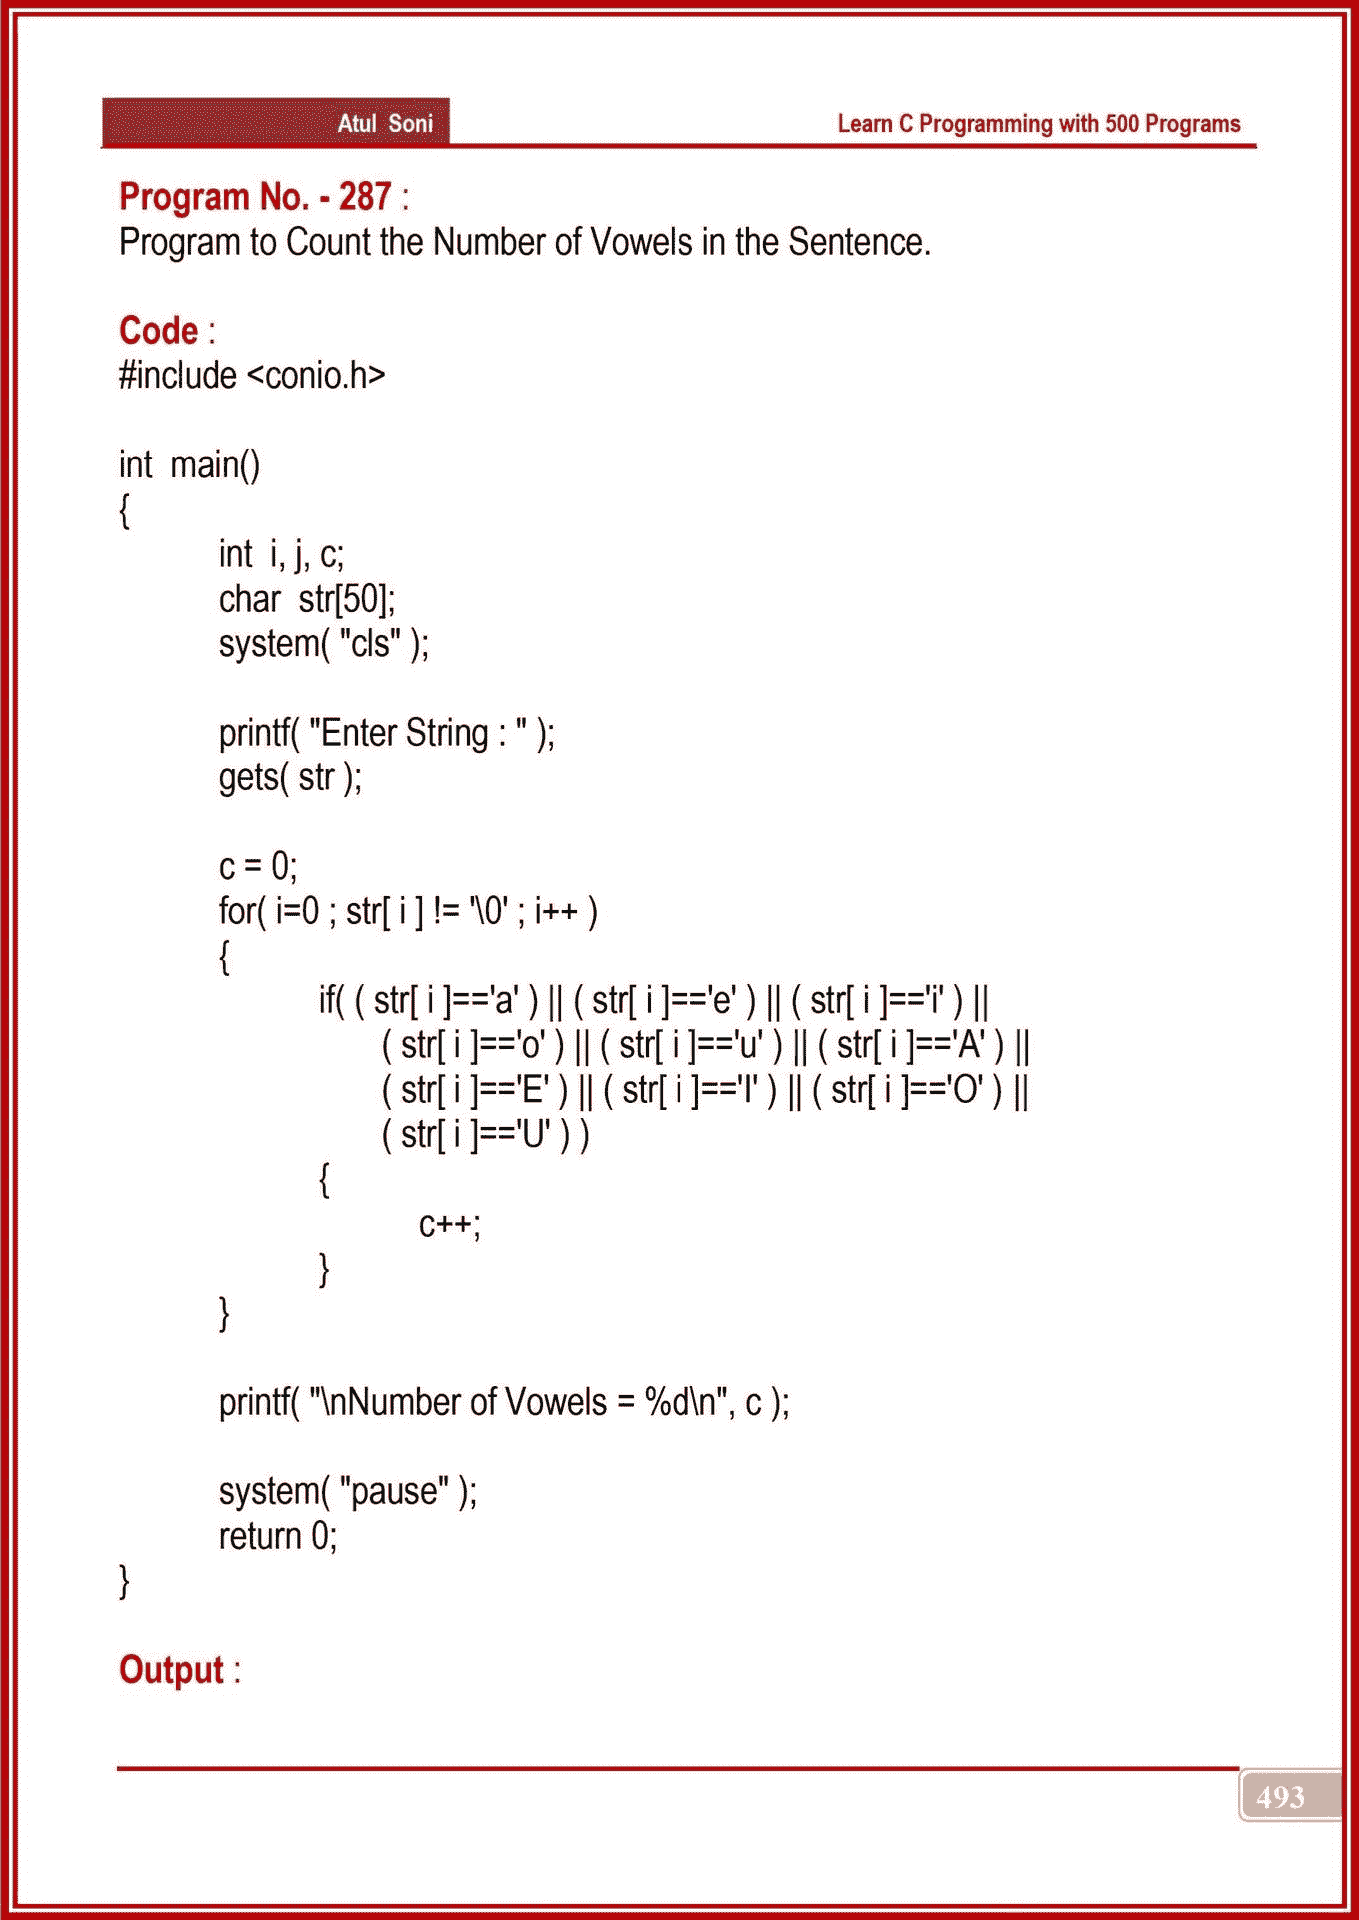 Atul  Soni
Learn C Programming with 500 Programs
Program No. - 287 :
Program to Count the Number of Vowels in the Sentence.
Code :
#include <conio.h>
int  main()
{
int  i, j, c;
char  str[50];
system( "cls" );
printf( "Enter String : " );
gets( str );
c = 0;
for( i=0 ; str[ i ] != '\0' ; i++ )
{
if( ( str[ i ]=='a' ) || ( str[ i ]=='e' ) || ( str[ i ]=='i' ) ||
( str[ i ]=='o' ) || ( str[ i ]=='u' ) || ( str[ i ]=='A' ) ||
( str[ i ]=='E' ) || ( str[ i ]=='I' ) || ( str[ i ]=='O' ) ||
( str[ i ]=='U' ) )
{
c++;
}
}
printf( "\nNumber of Vowels = %d\n", c );
system( "pause" );
return 0;
}
Output :
493